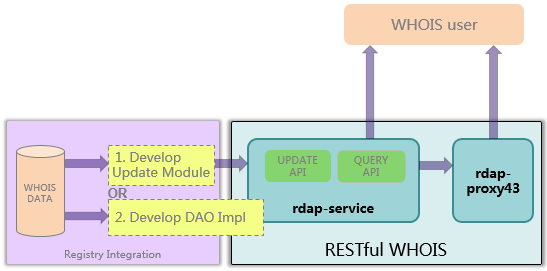 WHOIS user
WHOIS
DATA
1. Develop
Update Module
OR
2. Develop DAO Impl
Registry Integration
UPDATE
API
QUERY
API
rdap-service
rdap-
proxy43
RESTful WHOIS